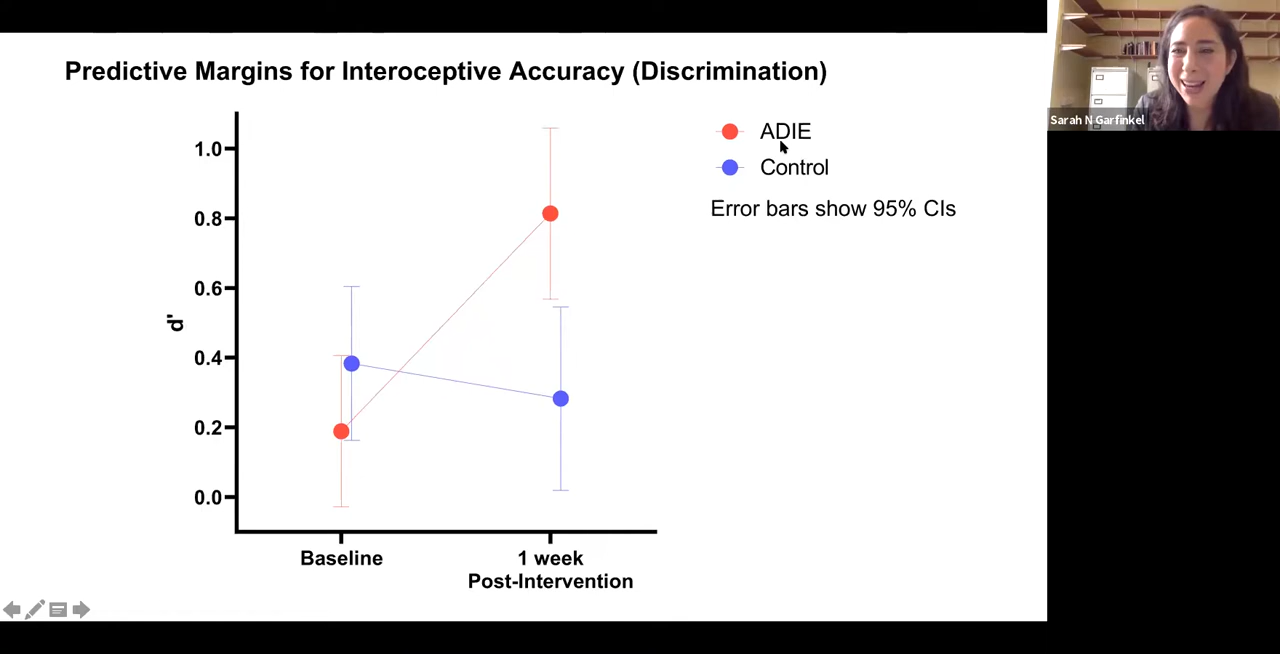 Predictive Margins for Interoceptive Accuracy (Discrimination)
Sarah N Garfinkel
ADIE
Control
Error bars show 95% CIs
1.0
0.8
0.6
0.4
0.2
0.0
d'
Baseline
1 week
Post-Intervention